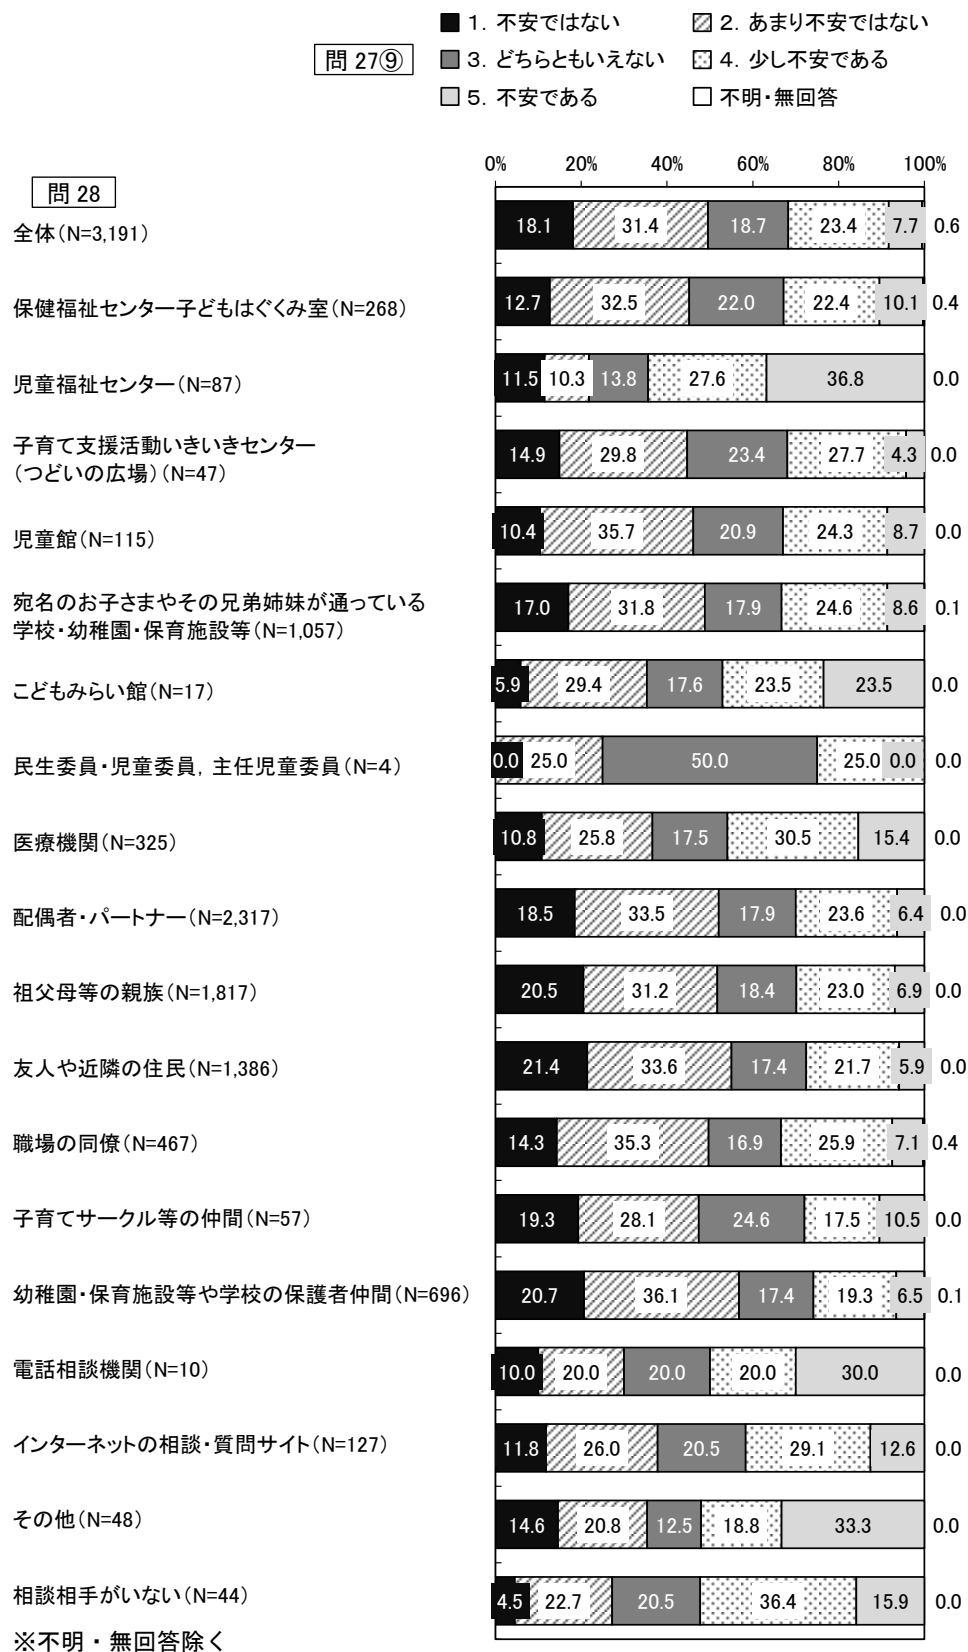 問 27⑨
■ 1．不安ではない
2．あまり不安ではない
3．どちらともいえない
4．少し不安である
5．不安である
不明・無回答
0% 20% 40% 60% 80% 100%
問 28
全体（N=3,191） 18.1 31.4 18.7 23.4 7.7 0.6
保健福祉センター子どもはぐくみ室（N=268） 12.7 32.5 22.0 22.4 10.1 0.4
児童福祉センター（N=87） 11.5 10.3 13.8 27.6 36.8 0.0
子育て支援活動いきいきセンター
（つどいの広場）（N=47） 14.9 29.8 23.4 27.7 4.3 0.0
児童館（N=115） 10.4 35.7 20.9 24.3 8.7 0.0
宛名のお子さまやその兄弟姉妹が通っている
学校・幼稚園・保育施設等（N=1,057） 17.0 31.8 17.9 24.6 8.6 0.1
こどもみらい館（N=17） 5.9 29.4 17.6 23.5 23.5 0.0
民生委員・児童委員，主任児童委員（N=4） 0.0 25.0 50.0 25.0 0.0 0.0
医療機関（N=325） 10.8 25.8 17.5 30.5 15.4 0.0
配偶者・パートナー（N=2,317） 18.5 33.5 17.9 23.6 6.4 0.0
祖父母等の親族（N=1,817） 20.5 31.2 18.4 23.0 6.9 0.0
友人や近隣の住民（N=1,386） 21.4 33.6 17.4 21.7 5.9 0.0
職場の同僚（N=467） 14.3 35.3 16.9 25.9 7.1 0.4
子育てサークル等の仲間（N=57） 19.3 28.1 24.6 17.5 10.5 0.0
幼稚園・保育施設等や学校の保護者仲間（N=696） 20.7 36.1 17.4 19.3 6.5 0.1
電話相談機関（N=10） 10.0 20.0 20.0 20.0 30.0 0.0
インターネットの相談・質問サイト（N=127） 11.8 26.0 20.5 29.1 12.6 0.0
その他（N=48） 14.6 20.8 12.5 18.8 33.3 0.0
相談相手がいない（N=44） 4.5 22.7 20.5 36.4 15.9 0.0
※不明・無回答除く